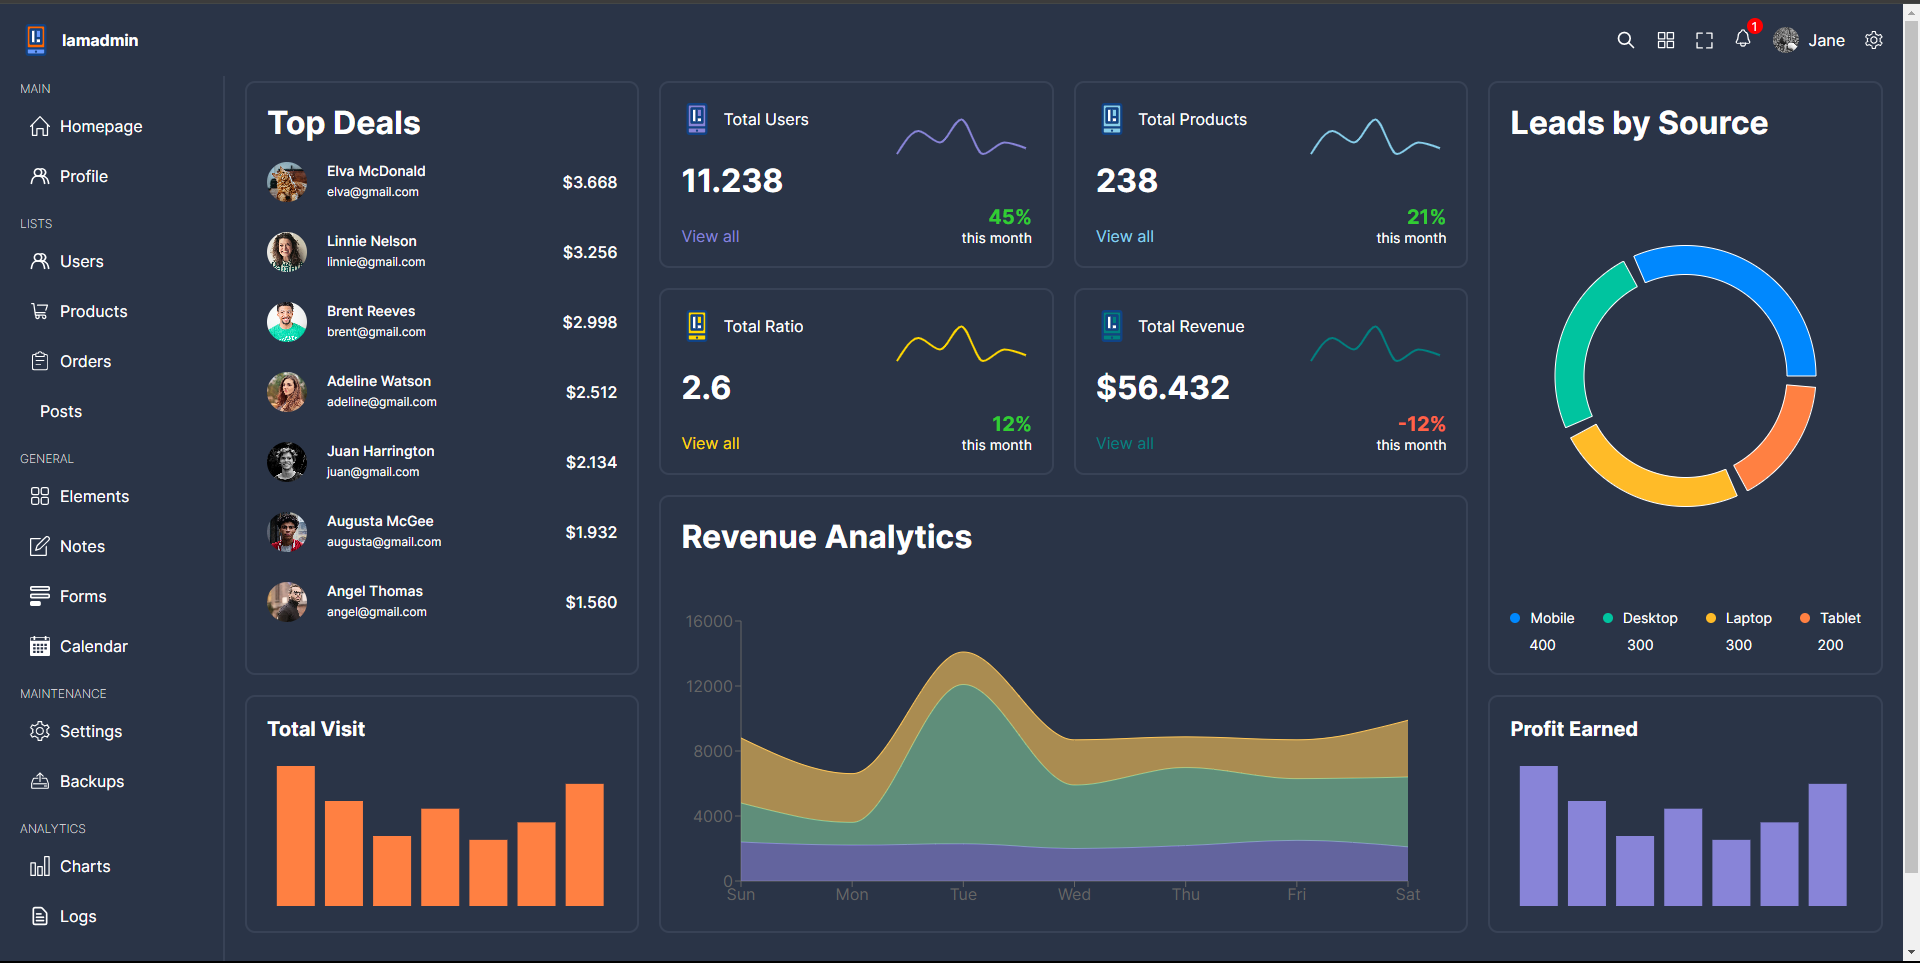 lamadmin
1
Jane
MAIN
Homepage
Profile
LISTS
Users
Products
Orders
Posts
GENERAL
Elements
Notes
Forms
Calendar
MAINTENANCE
Settings
Backups
ANALYTICS
Charts
Logs
Top Deals
Elva McDonald
elva@gmail.com
$3.668
Linnie Nelson
linnie@gmail.com
$3.256
Brent Reeves
brent@gmail.com
$2.998
Adeline Watson
adeline@gmail.com
$2.512
Juan Harrington
juan@gmail.com
$2.134
Augusta McGee
augusta@gmail.com
$1.932
Angel Thomas
angel@gmail.com
$1.560
Total Visit
Total Users
11.238
View all
45%
this month
Total Products
238
View all
21%
this month
Total Ratio
2.6
View all
12%
this month
Total Revenue
$56.432
View all
-12%
this month
Revenue Analytics
16000
12000
8000
4000
0
Sun Mon Tue Wed Thu Fri Sat
Leads by Source
Mobile Desktop Laptop Tablet
400 300 300 200
Profit Earned